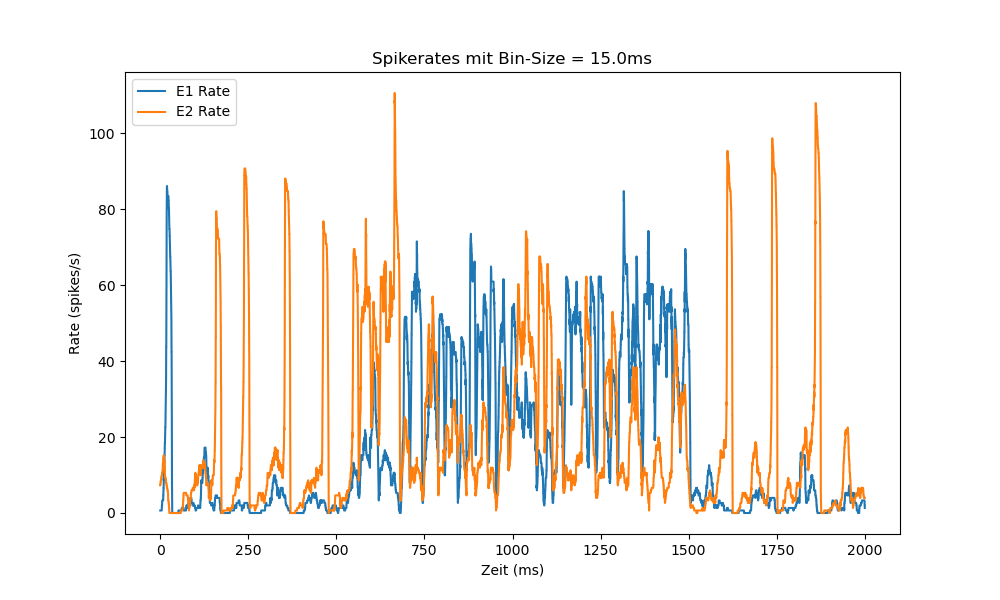 Spikerates mit Bin-Size = 15.0ms
E1 Rate
E2 Rate
Rate (spikes/s)
100
80
60
40
20
0
0 250 500 750 1000 1250 1500 1750 2000
Zeit (ms)